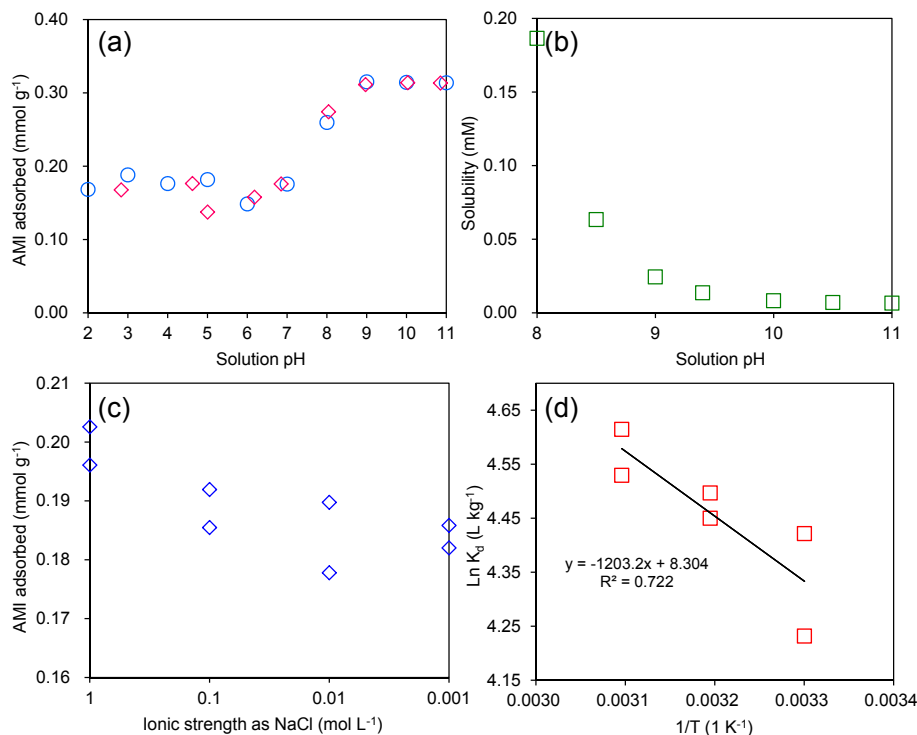 (a)
AMI adsorbed (mmol g⁻¹)
0.40
0.30
0.20
0.10
0.00
2 3 4 5 6 7 8 9 10 11
Solution pH
(b)
Solubility (mM)
0.20
0.15
0.10
0.05
0.00
8 9 10 11
Solution pH
(c)
AMI adsorbed (mmol g⁻¹)
0.21
0.20
0.19
0.18
0.17
0.16
1 0.1 0.01 0.001
Ionic strength as NaCl (mol L⁻¹)
(d)
Ln K_d (L kg⁻¹)
4.65
4.55
4.45
4.35
4.25
4.15
y = -1203.2x + 8.304
R² = 0.722
0.0030 0.0031 0.0032 0.0033 0.0034
1/T (1 K⁻¹)